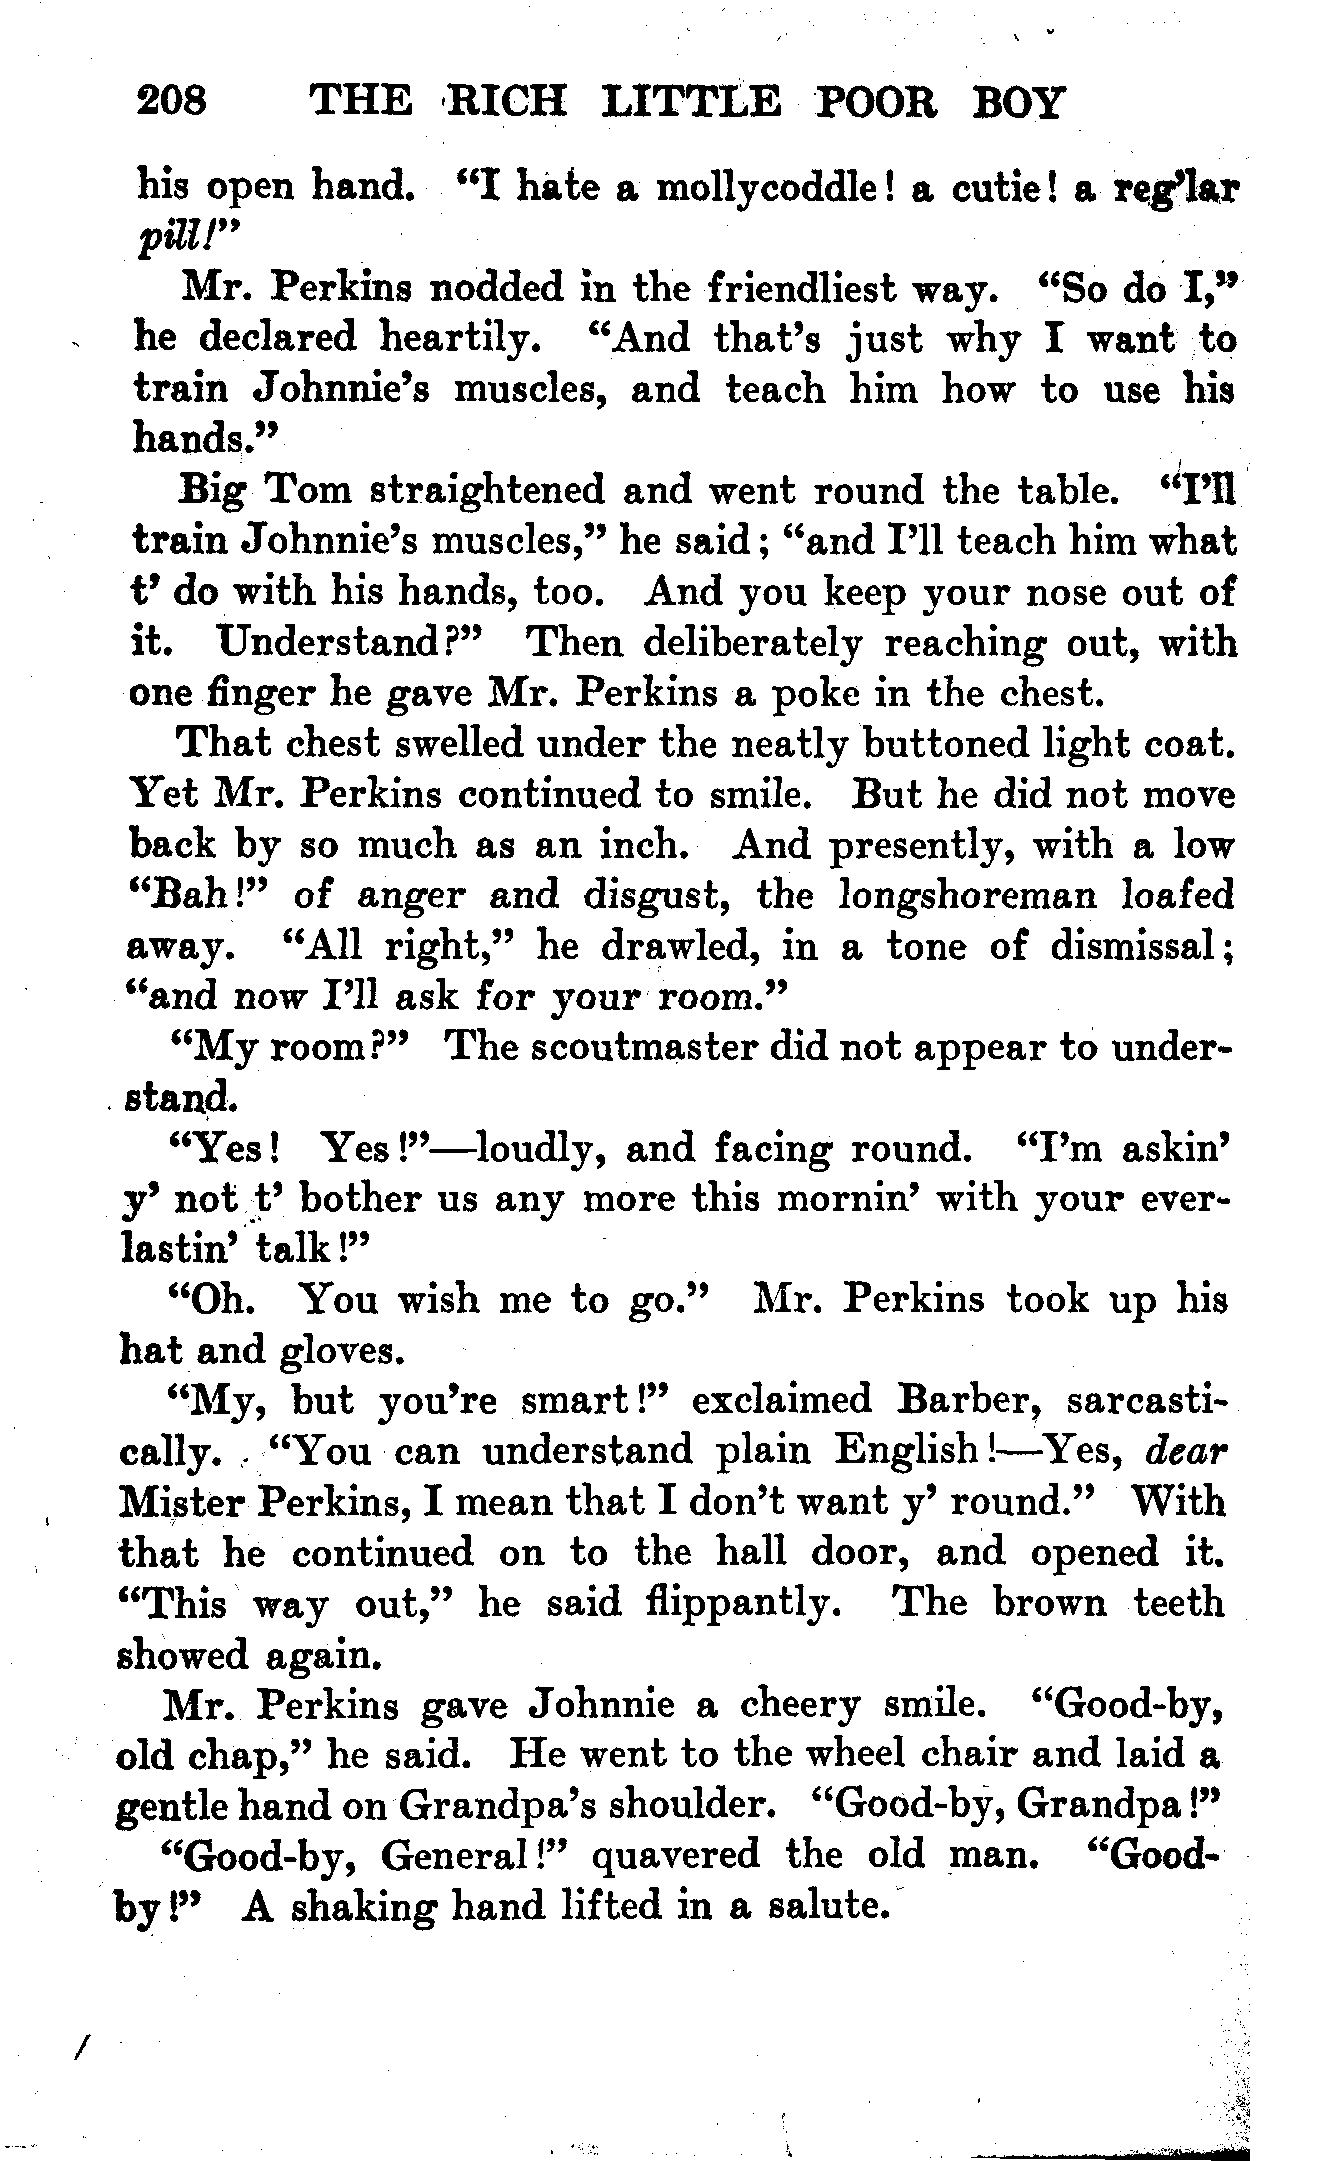 208 THE RICH LITTLE POOR BOY
his open hand. “I hate a mollycoddle! a cutie! a reg’lar
pill!”
Mr. Perkins nodded in the friendliest way. “So do I,”
he declared heartily. “And that’s just why I want to
train Johnnie’s muscles, and teach him how to use his
hands.”
Big Tom straightened and went round the table. “I’ll
train Johnnie’s muscles,” he said; “and I’ll teach him what
t’ do with his hands, too. And you keep your nose out of
it. Understand?” Then deliberately reaching out, with
one finger he gave Mr. Perkins a poke in the chest.
That chest swelled under the neatly buttoned light coat.
Yet Mr. Perkins continued to smile. But he did not move
back by so much as an inch. And presently, with a low
“Bah!” of anger and disgust, the longshoreman loafed
away. “All right,” he drawled, in a tone of dismissal;
“and now I’ll ask for your room.”
“My room?” The scoutmaster did not appear to under-
stand.
“Yes! Yes!”—loudly, and facing round. “I’m askin’
y’ not t’ bother us any more this mornin’ with your ever-
lastin’ talk!”
“Oh. You wish me to go.” Mr. Perkins took up his
hat and gloves.
“My, but you’re smart!” exclaimed Barber, sarcasti-
cally. “You can understand plain English!—Yes, dear
Mister Perkins, I mean that I don’t want y’ round.” With
that he continued on to the hall door, and opened it.
“This way out,” he said flippantly. The brown teeth
showed again.
Mr. Perkins gave Johnnie a cheery smile. “Good-by,
old chap,” he said. He went to the wheel chair and laid a
gentle hand on Grandpa’s shoulder. “Good-by, Grandpa!”
“Good-by, General!” quavered the old man. “Good-
by!” A shaking hand lifted in a salute.